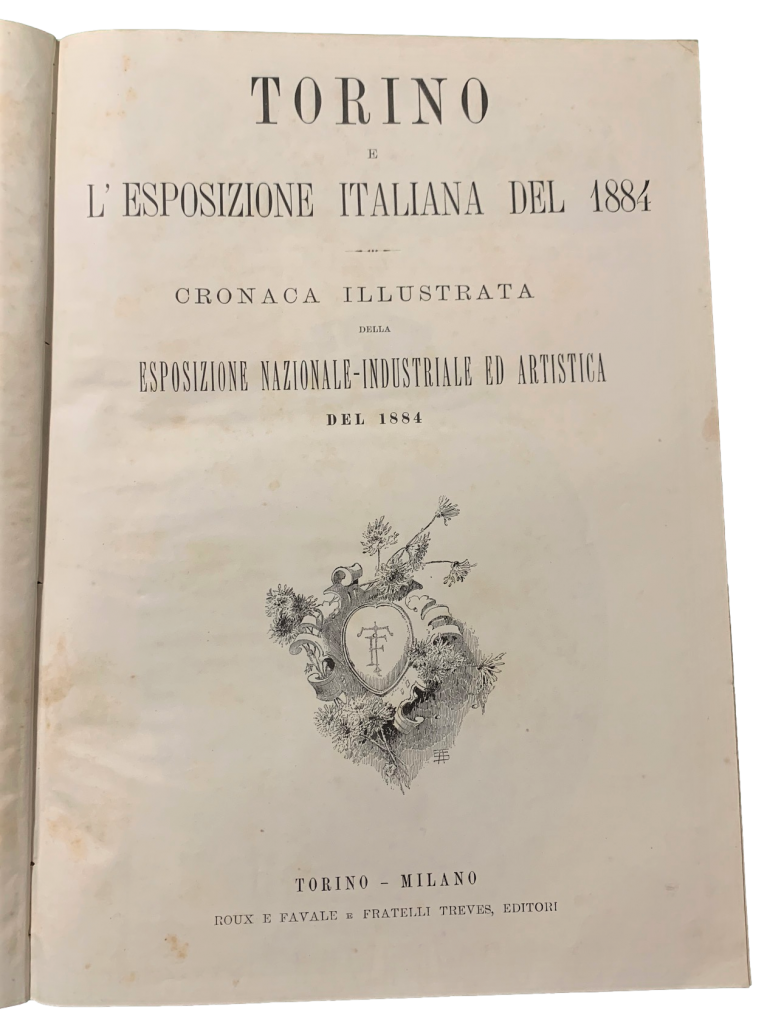 TORINO
E
L' ESPOSIZIONE ITALIANA DEL 1884
CRONACA ILLUSTRATA
DELLA
ESPOSIZIONE NAZIONALE-INDUSTRIALE ED ARTISTICA
DEL 1884
TORINO - MILANO
ROUX E FAVALE E FRATELLI TREVES, EDITORI